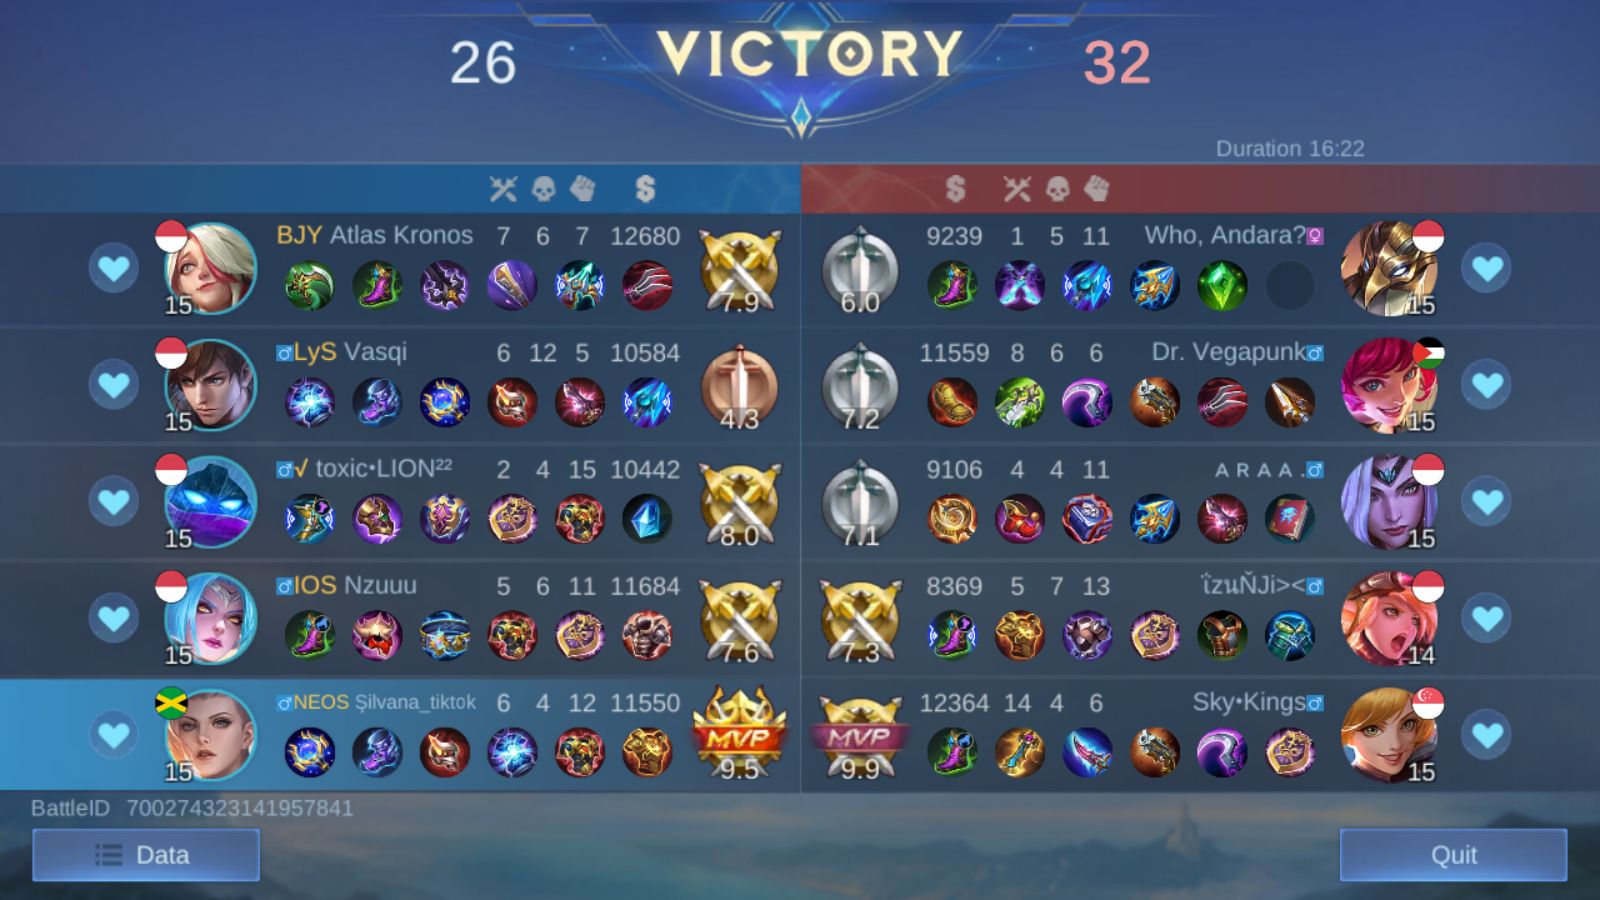 26 VICTORY 32
Duration 16:22
BJY Atlas Kronos 7 6 7 12680 7.9 15
6.0 9239 1 5 11 Who, Andara? 15
LyS Vasqi 6 12 5 10584 4.3 15
7.2 11559 8 6 6 Dr. Vegapunk 15
√ toxic•LION²² 2 4 15 10442 8.0 15
7.1 9106 4 4 11 A R A A . 15
IOS Nzuuu 5 6 11 11684 7.6 15
7.3 8369 5 7 13 14
NEOS Şilvana_tiktok 6 4 12 11550 MVP 9.5 15
MVP 9.9 12364 14 4 6 Sky•Kings 15
BattleID 700274323141957841
Data
Quit